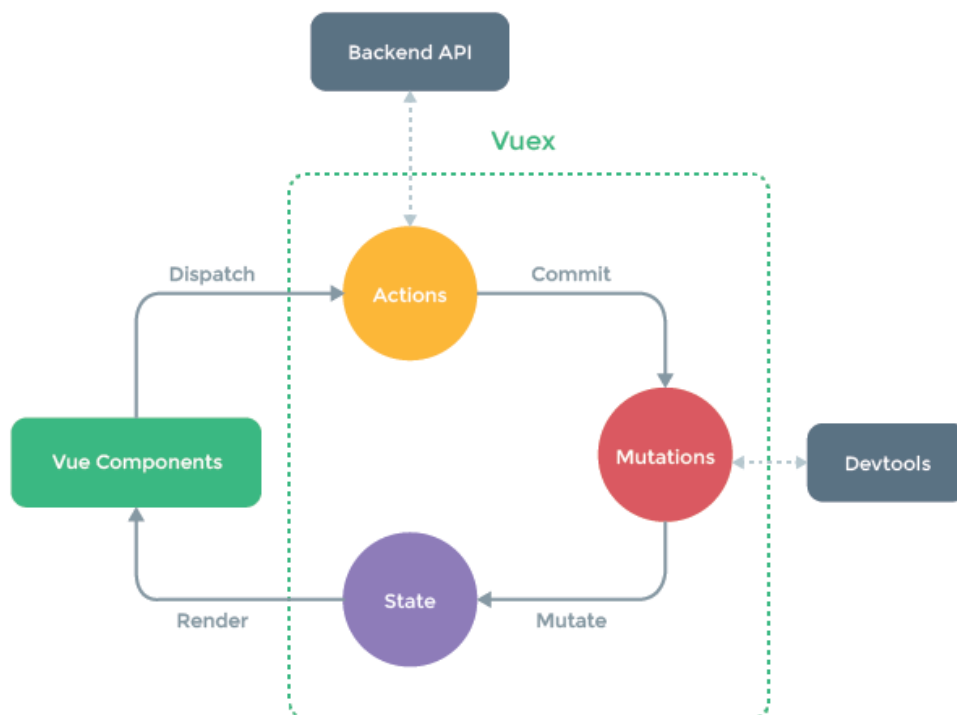 Backend API
Vuex
Dispatch
Actions
Commit
Vue Components
Mutations
Devtools
Render
State
Mutate